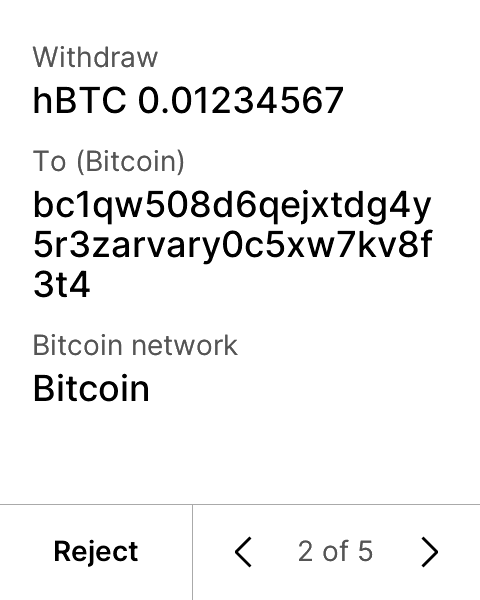 Withdraw
hBTC 0.01234567
To (Bitcoin)
bc1qw508d6qejxtdg4y
5r3zarvary0c5xw7kv8f
3t4
Bitcoin network
Bitcoin
Reject
2 of 5